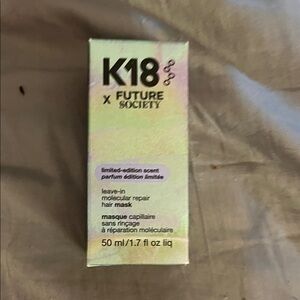 K18
x FUTURE
SOCIETY
limited-edition scent
parfum édition limitée
leave-in
molecular repair
hair mask
masque capillaire
sans rinçage
à réparation moléculaire
50 ml/1.7 fl oz liq